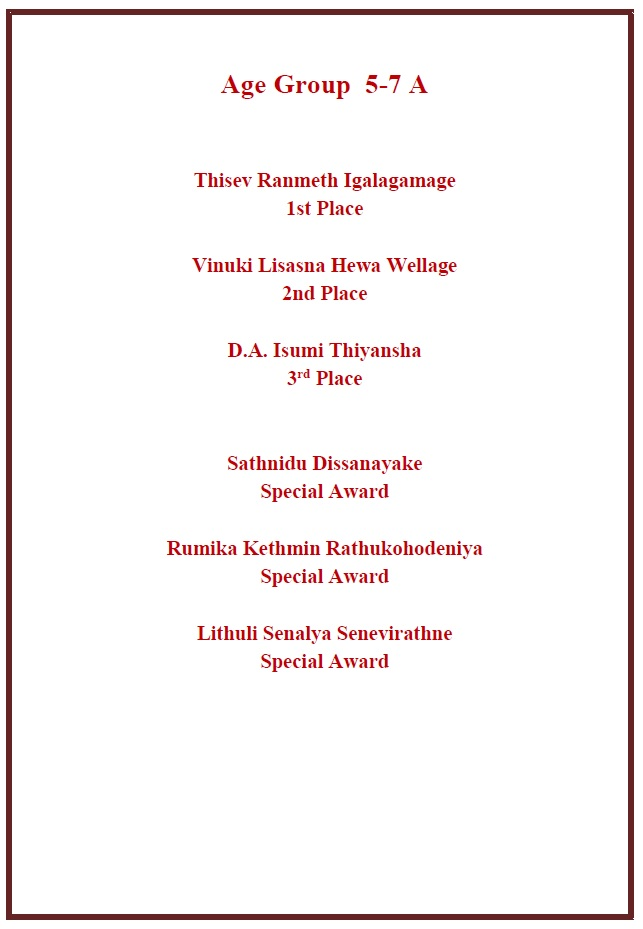 Age Group 5-7 A
Thisev Ranmeth Igalagamage
1st Place
Vinuki Lisasna Hewa Wellage
2nd Place
D.A. Isumi Thiyansha
3rd Place
Sathnidu Dissanayake
Special Award
Rumika Kethmin Rathukohodeniya
Special Award
Lithuli Senalya Senevirathne
Special Award